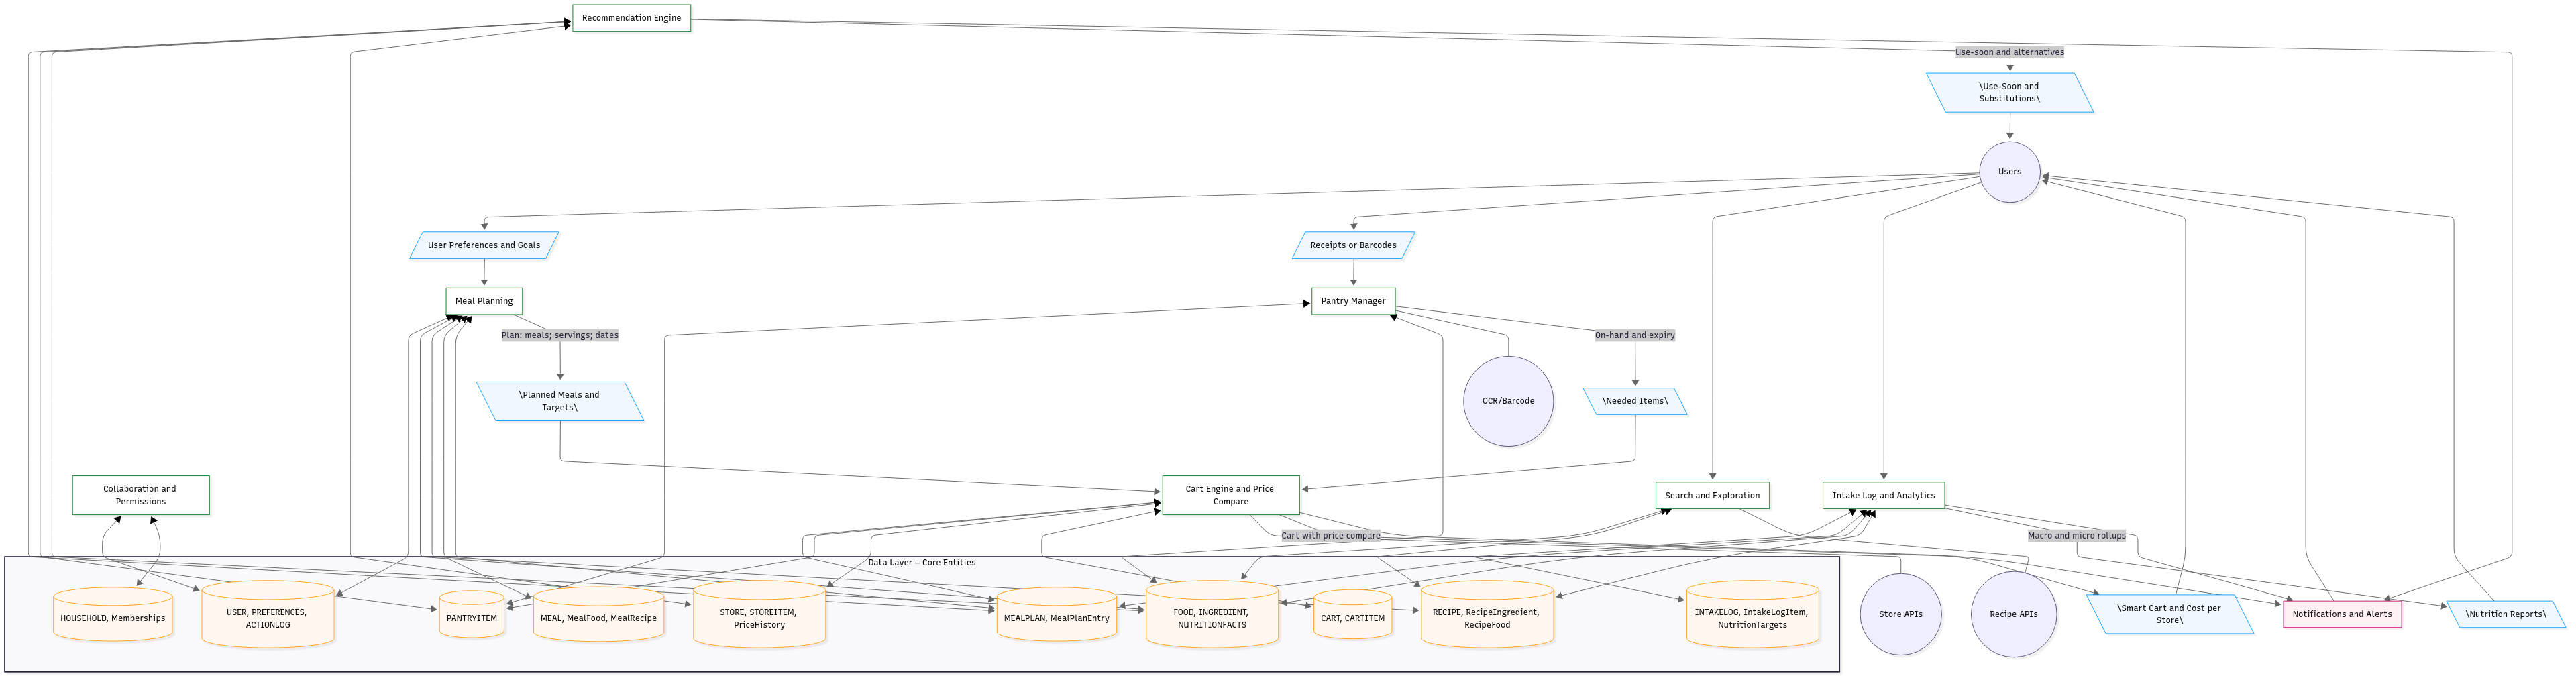 Recommendation Engine
Use-soon and alternatives
\Use-Soon and
Substitutions\
Users
User Preferences and Goals
Receipts or Barcodes
Meal Planning
Pantry Manager
Plan: meals; servings; dates
On-hand and expiry
\Planned Meals and
Targets\
OCR/Barcode
\Needed Items\
Collaboration and
Permissions
Cart Engine and Price
Compare
Search and Exploration
Intake Log and Analytics
Cart with price compare
Macro and micro rollups
Data Layer — Core Entities
HOUSEHOLD, Memberships
USER, PREFERENCES,
ACTIONLOG
PANTRYITEM
MEAL, MealFood, MealRecipe
STORE, STOREITEM,
PriceHistory
MEALPLAN, MealPlanEntry
FOOD, INGREDIENT,
NUTRITIONFACTS
CART, CARTITEM
RECIPE, RecipeIngredient,
RecipeFood
INTAKELOG, IntakeLogItem,
NutritionTargets
Store APIs
Recipe APIs
\Smart Cart and Cost per
Store\
Notifications and Alerts
\Nutrition Reports\